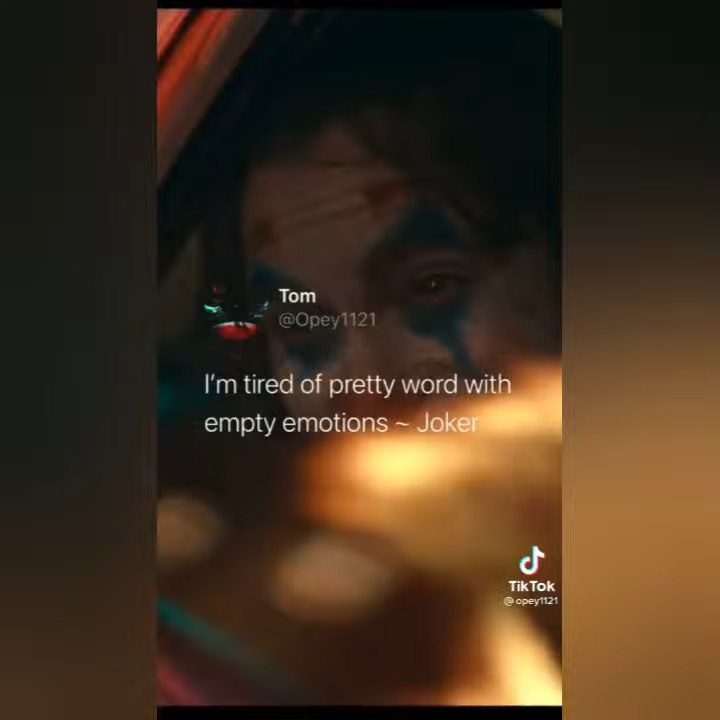 Tom
@Opey1121
I'm tired of pretty word with
empty emotions ~ Joker
TikTok
@opey1121